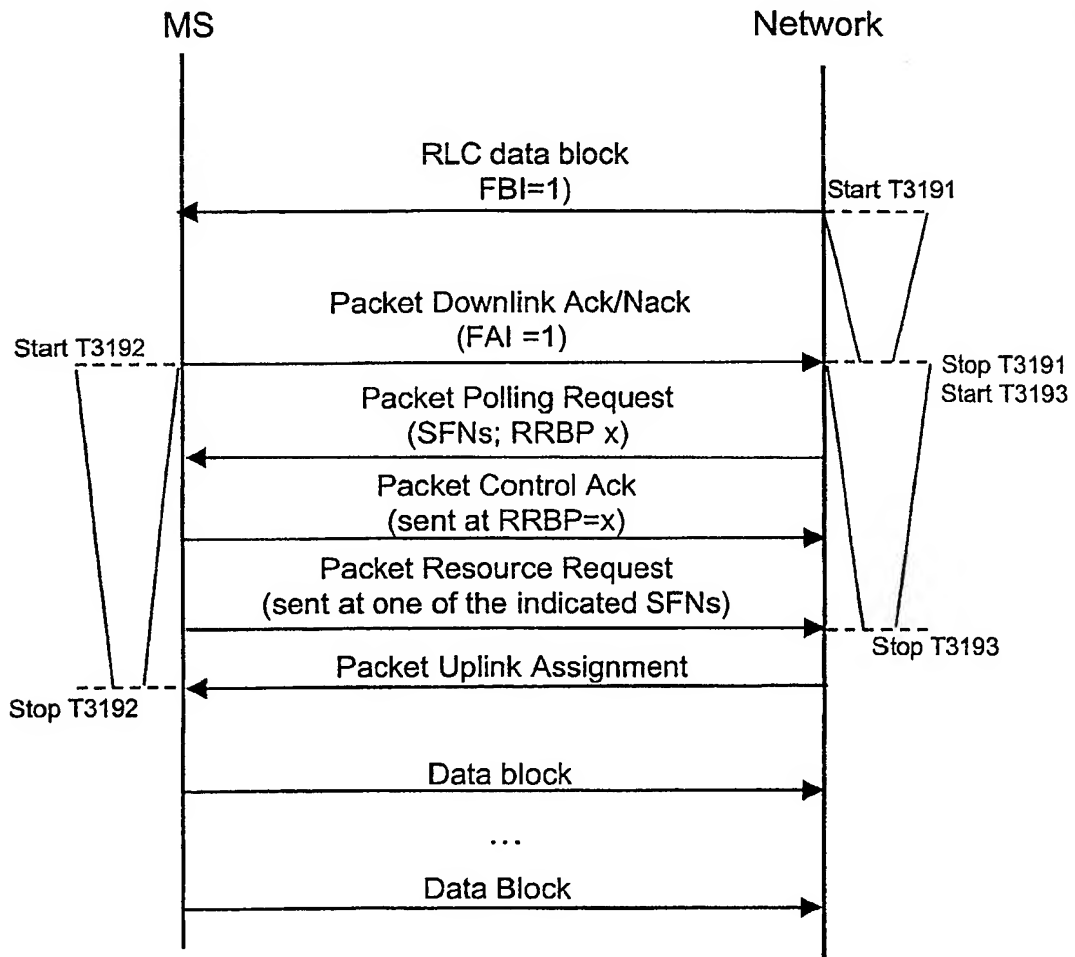 MS
Network
RLC data block
FBI=1)
Start T3191
Packet Downlink Ack/Nack
(FAI =1)
Start T3192
Stop T3191
Start T3193
Packet Polling Request
(SFNs; RRBP x)
Packet Control Ack
(sent at RRBP=x)
Packet Resource Request
(sent at one of the indicated SFNs)
Stop T3193
Packet Uplink Assignment
Stop T3192
Data block
...
Data Block